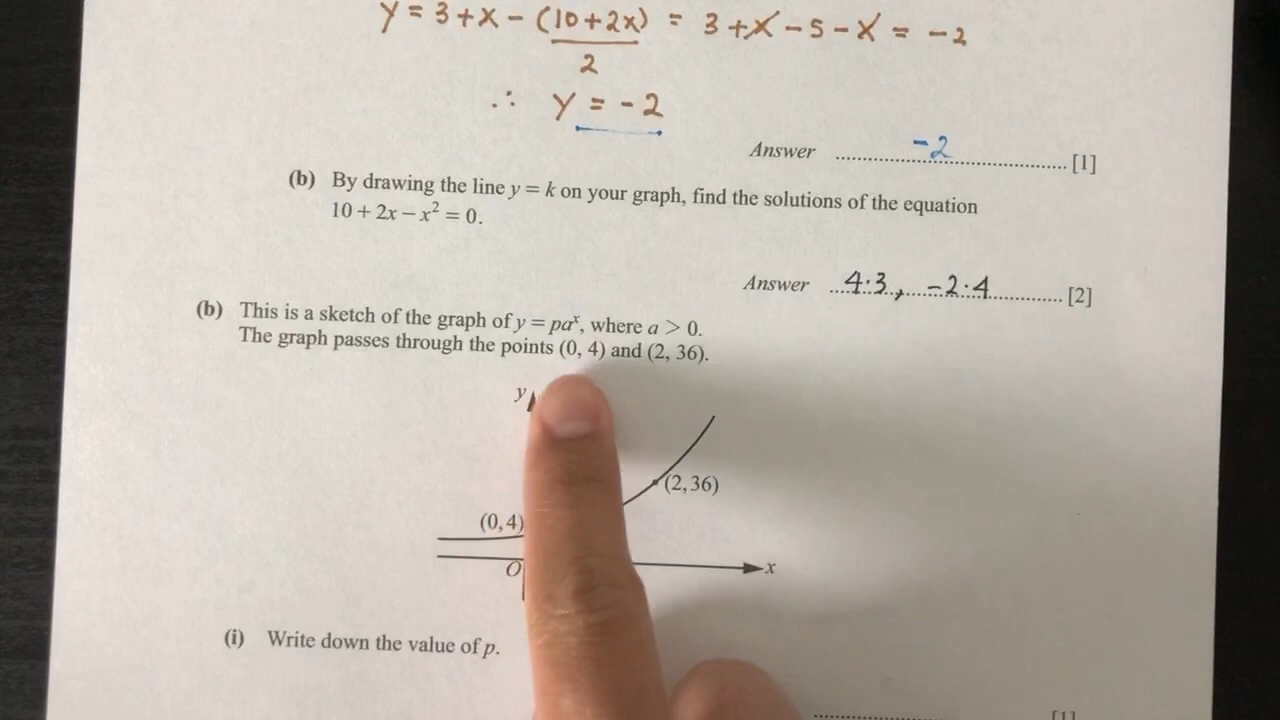 y = 3 + x - (10 + 2x) = 3 + x - 5 - x = -2
2
∴ y = -2
Answer -2 [1]
(b) By drawing the line y = k on your graph, find the solutions of the equation
10 + 2x − x² = 0.
Answer 4.3, -2.4 [2]
(b) This is a sketch of the graph of y = paˣ, where a > 0.
The graph passes through the points (0, 4) and (2, 36).
y
(2,36)
(0,4)
O x
(i) Write down the value of p.
[1]